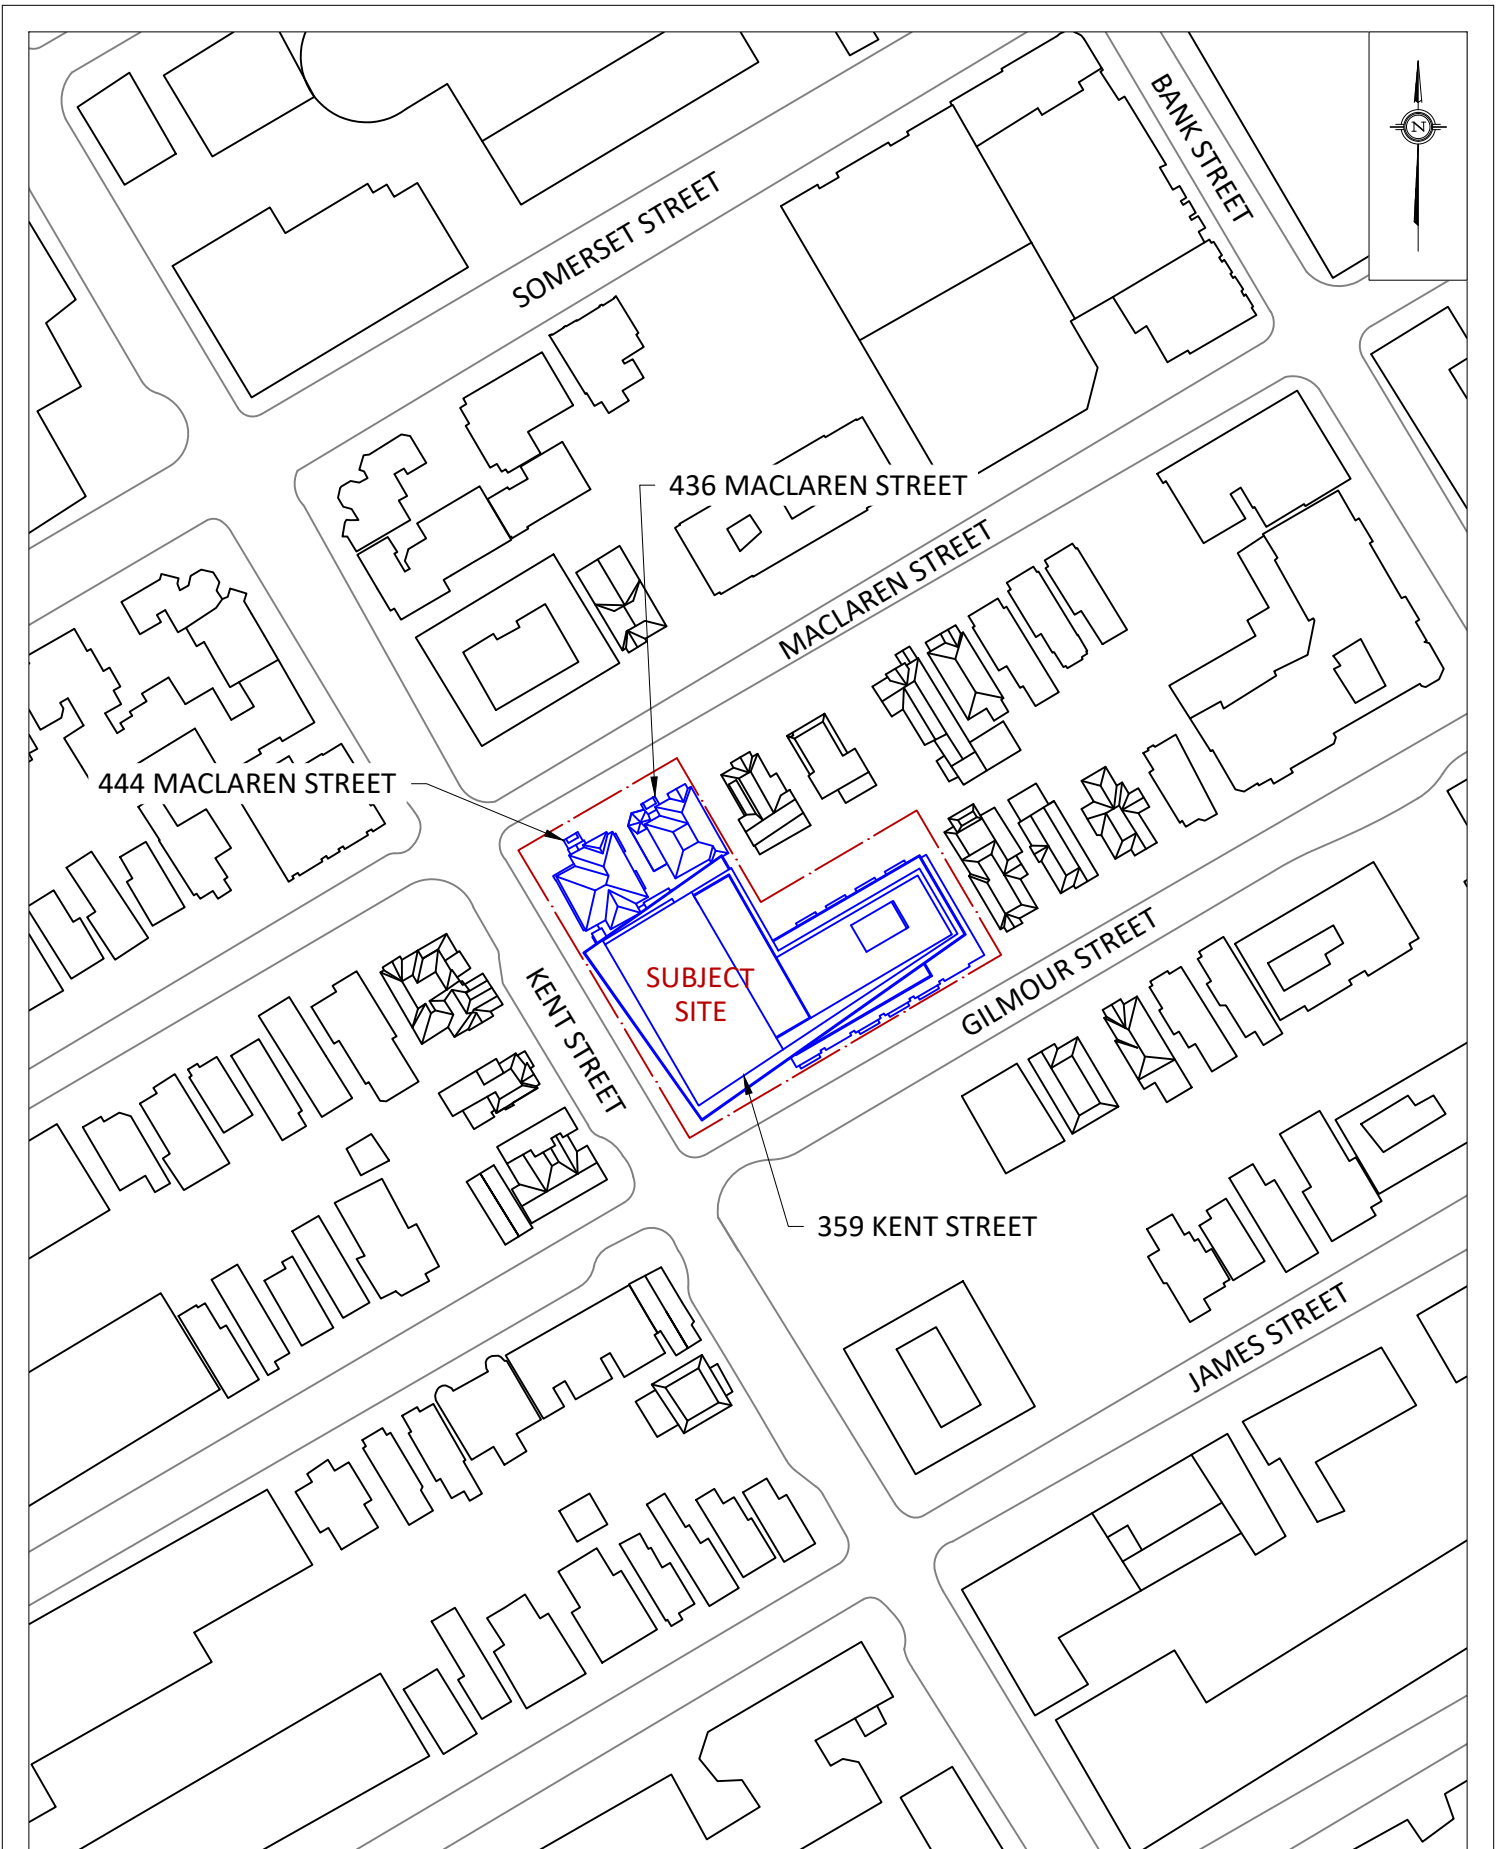 BANK STREET
N
SOMERSET STREET
436 MACLAREN STREET
MACLAREN STREET
444 MACLAREN STREET
SUBJECT
SITE
KENT STREET
GILMOUR STREET
359 KENT STREET
JAMES STREET